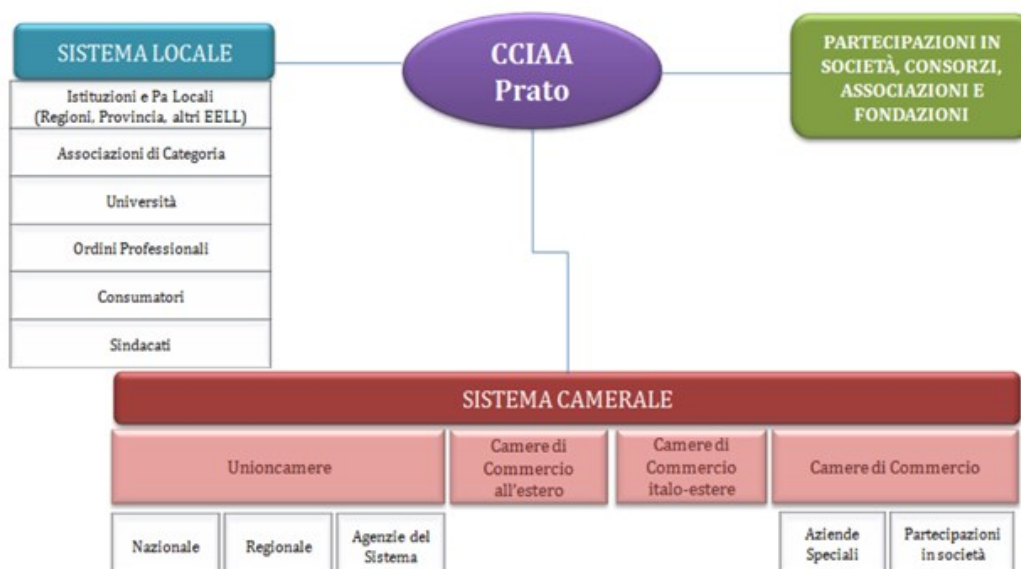 SISTEMA LOCALE
Istituzioni e Pa Locali
(Regioni, Provincia, altri EELL)
Associazioni di Categoria
Università
Ordini Professionali
Consumatori
Sindacati
CCIAA
Prato
PARTECIPAZIONI IN
SOCIETÀ, CONSORZI,
ASSOCIAZIONI E
FONDAZIONI
SISTEMA CAMERALE
Unioncamere
Camere di
Commercio
all'estero
Camere di
Commercio
italo-estere
Camere di Commercio
Nazionale
Regionale
Agenzie del
Sistema
Aziende
Speciali
Partecipazioni
in società